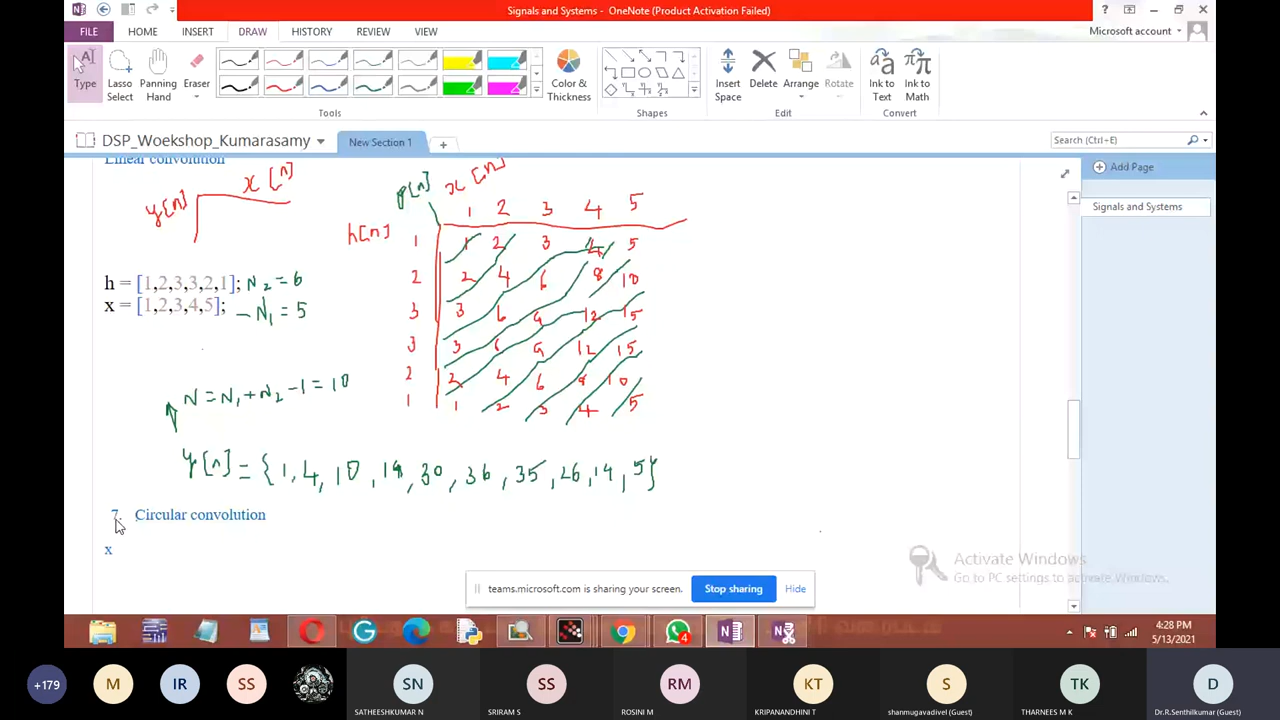 Signals and Systems - OneNote (Product Activation Failed)
FILE HOME INSERT DRAW HISTORY REVIEW VIEW Microsoft account
Type Lasso Select Panning Hand Eraser Color & Thickness Insert Space Delete Arrange Rotate Ink to Text Ink to Math
Tools Shapes Edit Convert
DSP_Woekshop_Kumarasamy New Section 1 Search (Ctrl+E)
Linear convolution
Add Page
Signals and Systems
x[n]
y[n]
x[n]
h[n]
1 2 3 4 5
1 1 2 3 4 5
2 2 4 6 8 10
3 3 6 9 12 15
3 3 6 9 12 15
2 2 4 6 8 10
1 1 2 3 4 5
h = [1,2,3,3,2,1]; N2 = 6
x = [1,2,3,4,5]; N1 = 5
N = N1 + N2 - 1 = 10
y[n] = {1, 4, 10, 19, 30, 36, 35, 26, 14, 5}
7. Circular convolution
x
Activate Windows
Go to PC settings to activate Windows.
teams.microsoft.com is sharing your screen. Stop sharing Hide
4
4:28 PM
5/13/2021
+179 M IR SS SN SS RM KT S TK D
SATHEESHKUMAR N SRIRAM S ROSINI M KRIPANANDHINI T shanmugavadivel (Guest) THARNEES M K Dr.R.Senthilkumar (Guest)